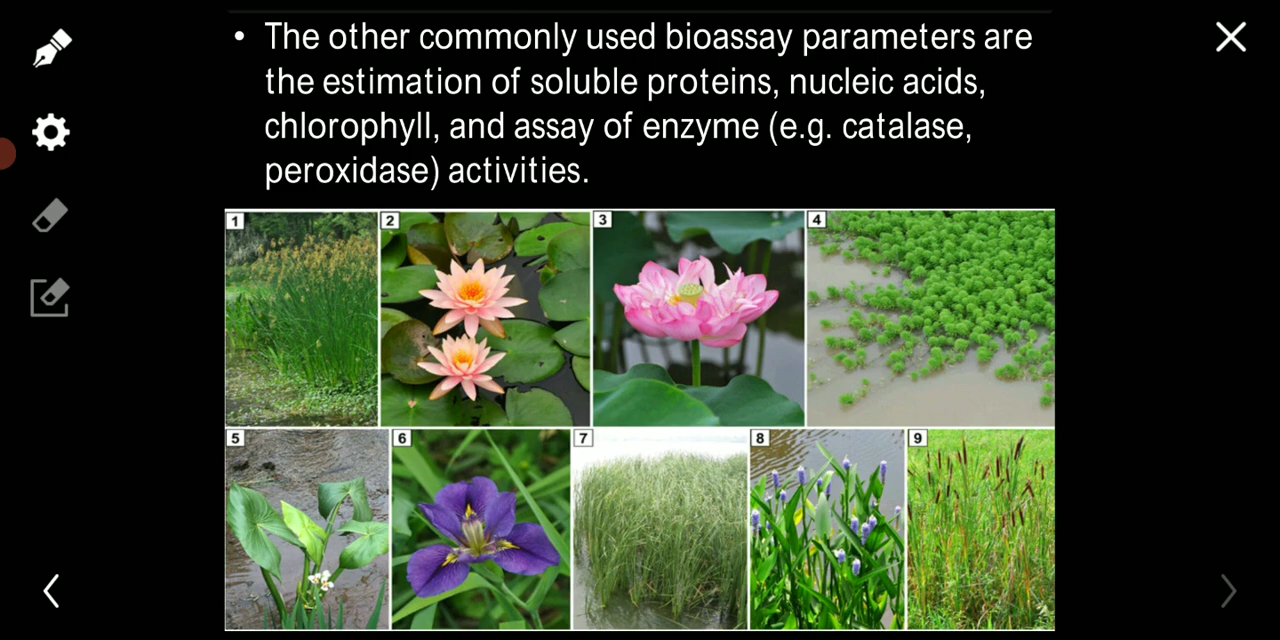 • The other commonly used bioassay parameters are
the estimation of soluble proteins, nucleic acids,
chlorophyll, and assay of enzyme (e.g. catalase,
peroxidase) activities.
1
2
3
4
5
6
7
8
9